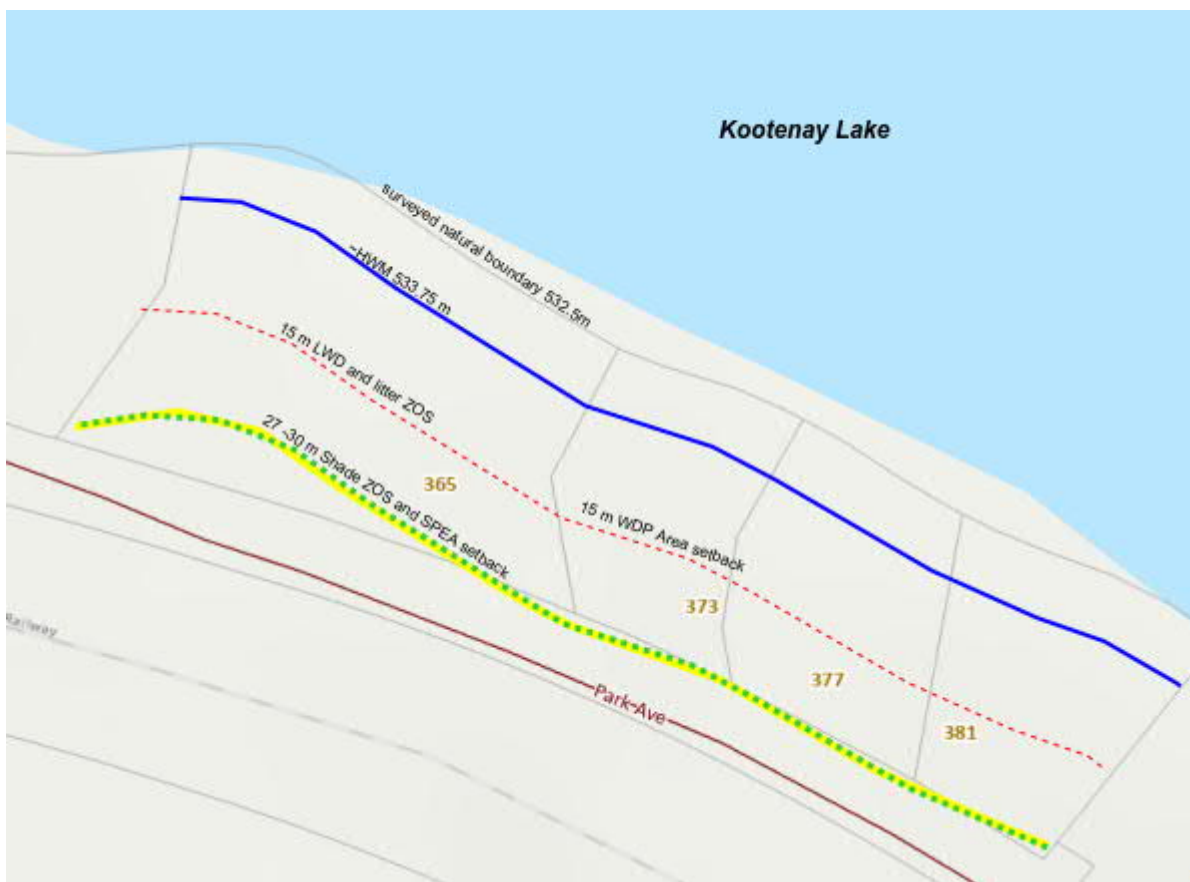 Kootenay Lake
surveyed natural boundary 532.5m
~HWM 533.75 m
15 m LWD and litter ZOS
27 -30 m Shade ZOS and SPEA setback
365
15 m WDP Area setback
373
377
381
Park Ave
Railway